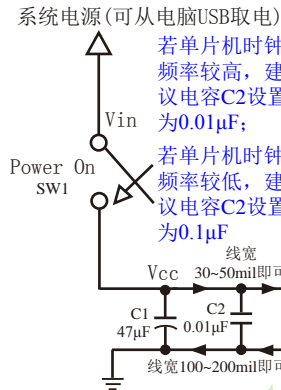 系统电源(可从电脑USB取电)
若单片机时钟
频率较高，建
议电容C2设置
为0.01μF；
Vin
若单片机时钟
频率较低，建
议电容C2设置
为0.1μF
Power On
SW1
线宽
Vcc
30~50mil即可
C1
47μF
C2
0.01μF
线宽100~200mil即可